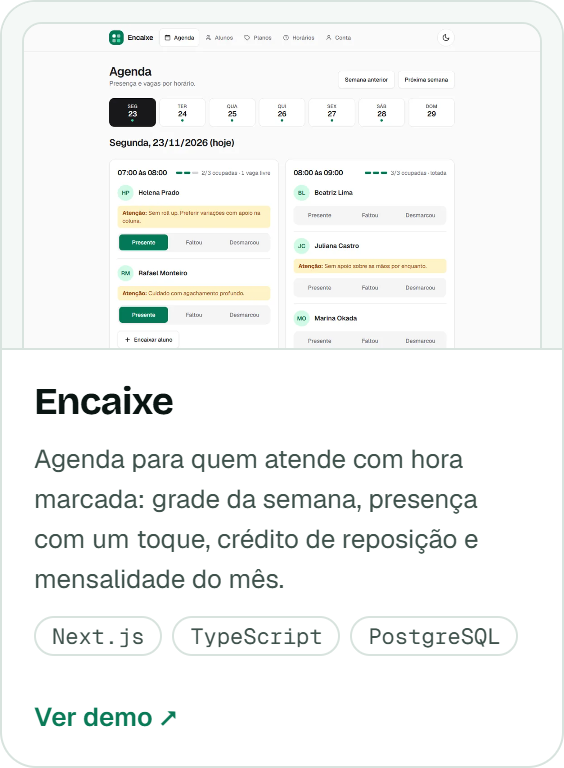 Encaixe Agenda Alunos Planos Horários Conta
Agenda
Presença e vagas por horário.
Semana anterior Próxima semana
SEG TER QUA QUI SEX SÁB DOM
23 24 25 26 27 28 29
Segunda, 23/11/2026 (hoje)
07:00 às 08:00 2/3 ocupadas · 1 vaga livre
HP Helena Prado
Atenção: Sem roll up. Preferir variações com apoio na
coluna.
Presente Faltou Desmarcou
RM Rafael Monteiro
Atenção: Cuidado com agachamento profundo.
Presente Faltou Desmarcou
+ Encaixar aluno
08:00 às 09:00 3/3 ocupadas · lotada
BL Beatriz Lima
Presente Faltou Desmarcou
JC Juliana Castro
Atenção: Sem apoio sobre as mãos por enquanto.
Presente Faltou Desmarcou
MO Marina Okada
Presente Faltou Desmarcou
Encaixe
Agenda para quem atende com hora
marcada: grade da semana, presença
com um toque, crédito de reposição e
mensalidade do mês.
Next.js TypeScript PostgreSQL
Ver demo ↗